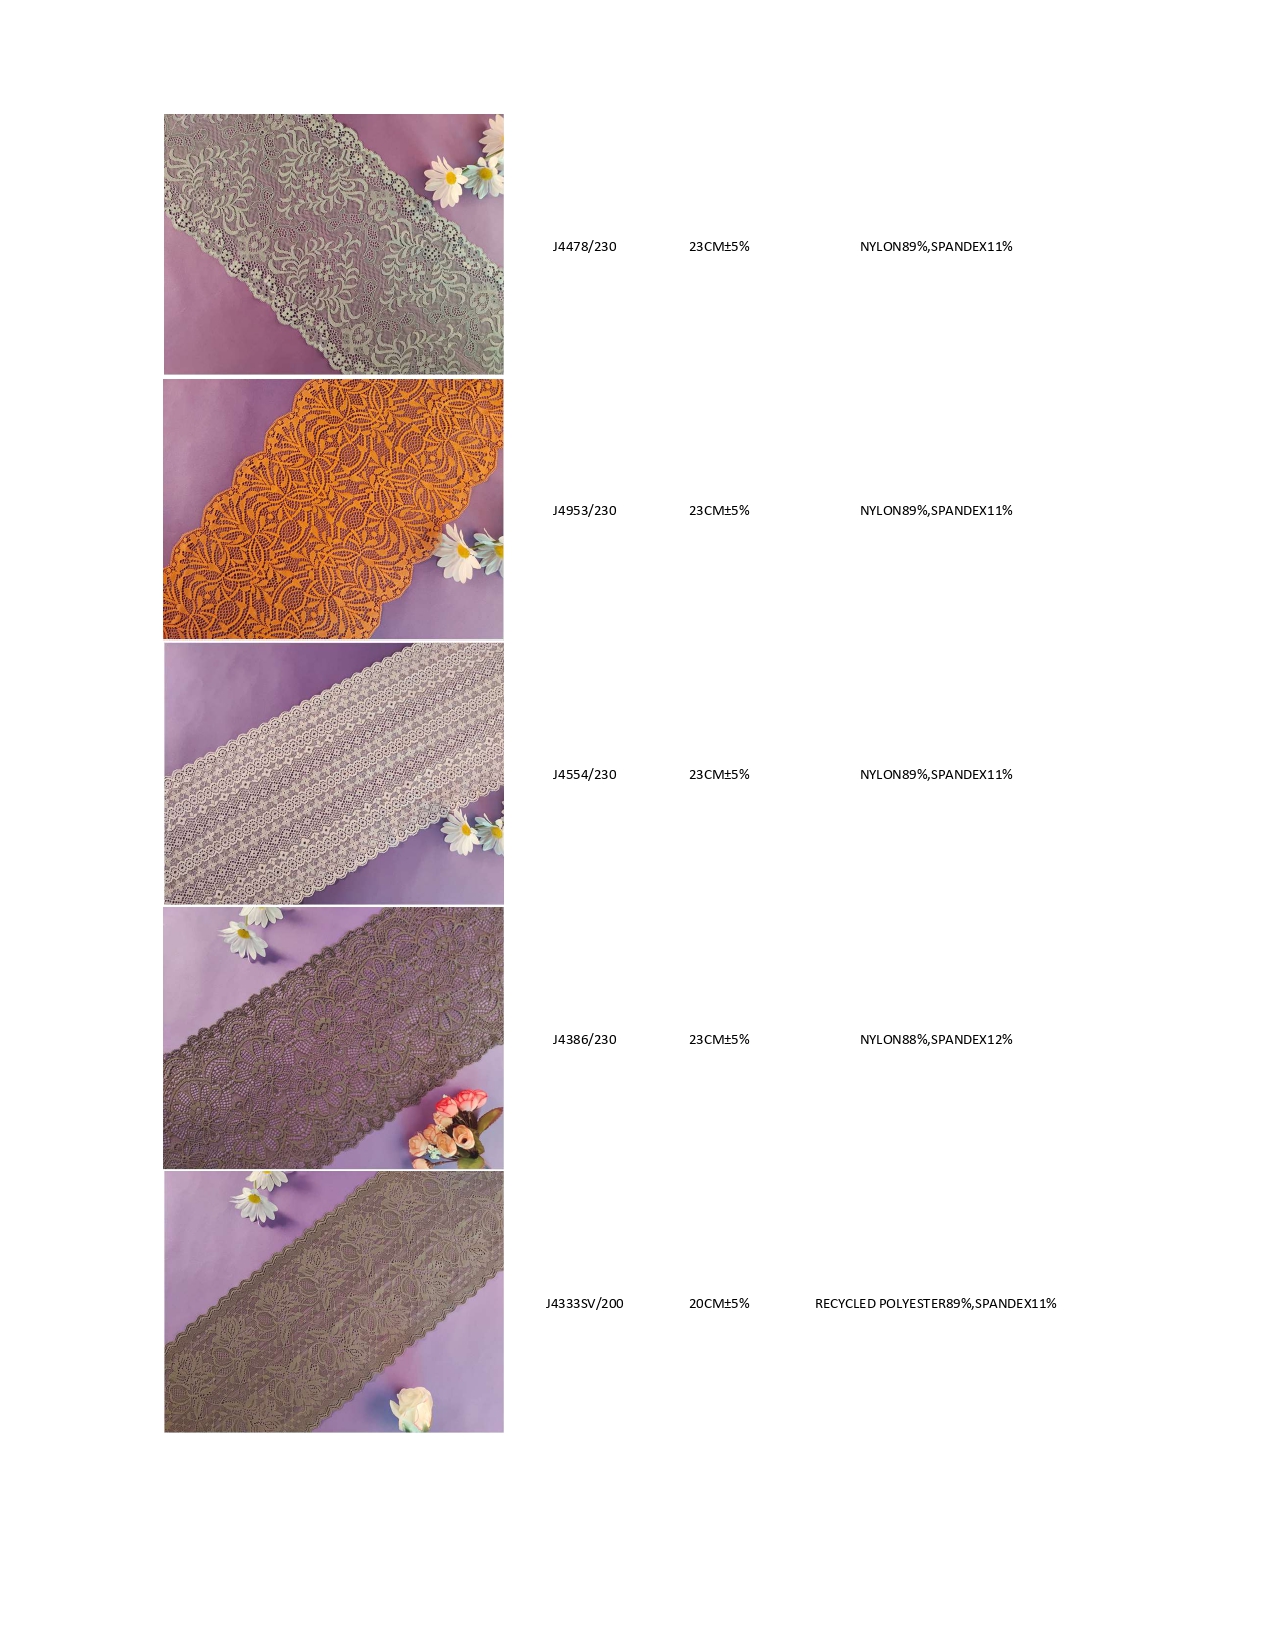 J4478/230 23CM±5% NYLON89%,SPANDEX11%
J4953/230 23CM±5% NYLON89%,SPANDEX11%
J4554/230 23CM±5% NYLON89%,SPANDEX11%
J4386/230 23CM±5% NYLON88%,SPANDEX12%
J4333SV/200 20CM±5% RECYCLED POLYESTER89%,SPANDEX11%